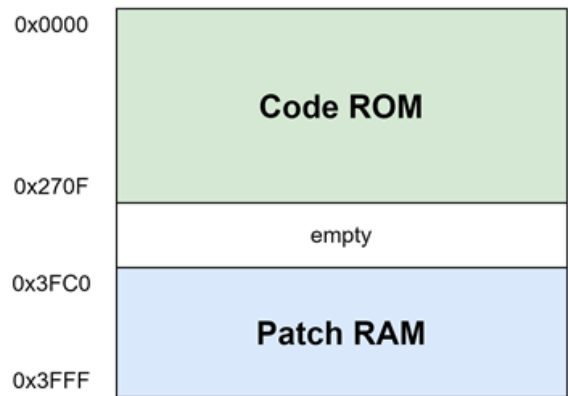 0x0000
Code ROM
0x270F
empty
0x3FC0
Patch RAM
0x3FFF